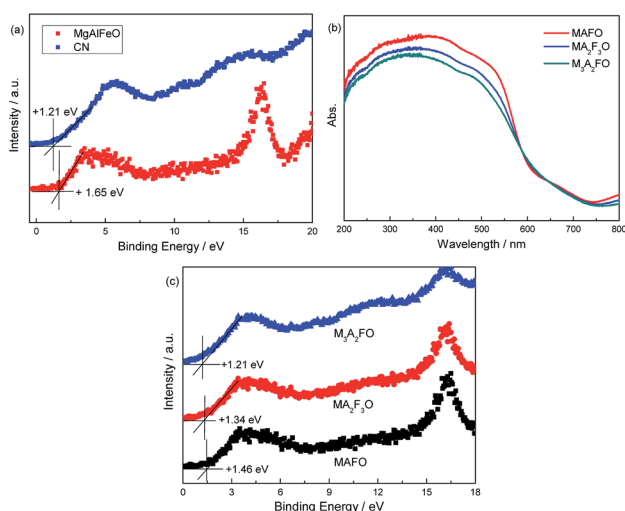 (a)
MgAlFeO
CN
+1.21 eV
+ 1.65 eV
Intensity / a.u.
0 5 10 15 20
Binding Energy / eV
(b)
MAFO
MA₂F₃O
M₃A₂FO
Abs.
200 300 400 500 600 700 800
Wavelength / nm
(c)
M₃A₂FO
+1.21 eV
MA₂F₃O
+1.34 eV
MAFO
+1.46 eV
Intensity / a.u.
0 3 6 9 12 15 18
Binding Energy / eV